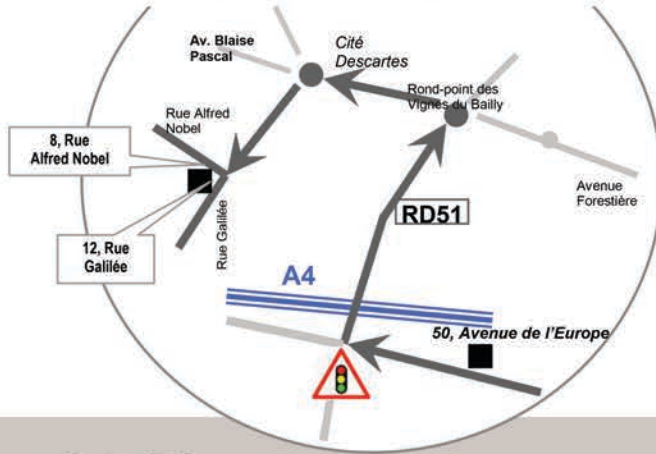 Av. Blaise
Pascal
Cité
Descartes
Rond-point des
Vignes du Bailly
Rue Alfred
Nobel
8, Rue
Alfred Nobel
Avenue
Forestière
RD51
12, Rue
Galilée
Rue Galilée
A4
50, Avenue de l'Europe